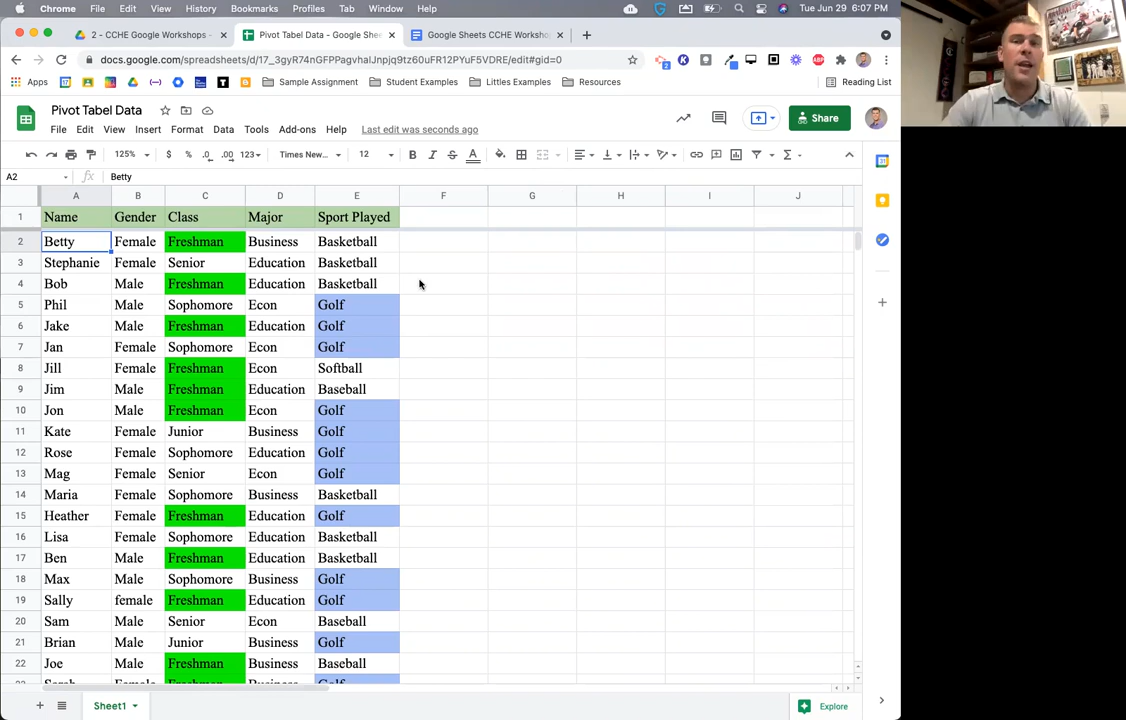 Chrome File Edit View History Bookmarks Profiles Tab Window Help Tue Jun 29 6:07 PM
2 - CCHE Google Workshops - Pivot Tabel Data - Google Shee Google Sheets CCHE Worksho
docs.google.com/spreadsheets/d/17_3gyR74nGFPPagvhaIJnpjq9tz60uFR12PYuF5VDRE/edit#gid=0
Apps Sample Assignment Student Examples Littles Examples Resources Reading List
Pivot Tabel Data
Share
File Edit View Insert Format Data Tools Add-ons Help Last edit was seconds ago
125% $ % .0 .00 123 Times New... 12 B I S A
A2 fx Betty
A B C D E F G H I J
1 Name Gender Class Major Sport Played
2 Betty Female Freshman Business Basketball
3 Stephanie Female Senior Education Basketball
4 Bob Male Freshman Education Basketball
5 Phil Male Sophomore Econ Golf
6 Jake Male Freshman Education Golf
7 Jan Female Sophomore Econ Golf
8 Jill Female Freshman Econ Softball
9 Jim Male Freshman Education Baseball
10 Jon Male Freshman Econ Golf
11 Kate Female Junior Business Golf
12 Rose Female Sophomore Education Golf
13 Mag Female Senior Econ Golf
14 Maria Female Sophomore Business Basketball
15 Heather Female Freshman Education Golf
16 Lisa Female Sophomore Education Basketball
17 Ben Male Freshman Education Basketball
18 Max Male Sophomore Business Golf
19 Sally female Freshman Education Golf
20 Sam Male Senior Econ Baseball
21 Brian Male Junior Business Golf
22 Joe Male Freshman Business Baseball
Sheet1 Explore